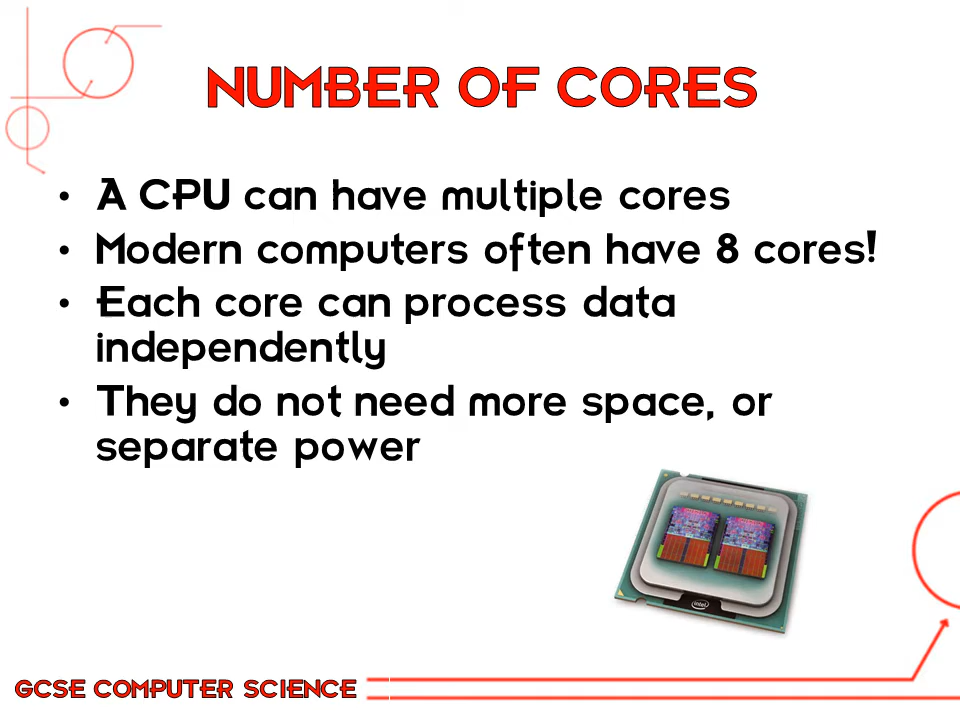 NUMBER OF CORES
• A CPU can have multiple cores
• Modern computers often have 8 cores!
• Each core can process data
independently
• They do not need more space, or
separate power
intel
GCSE COMPUTER SCIENCE